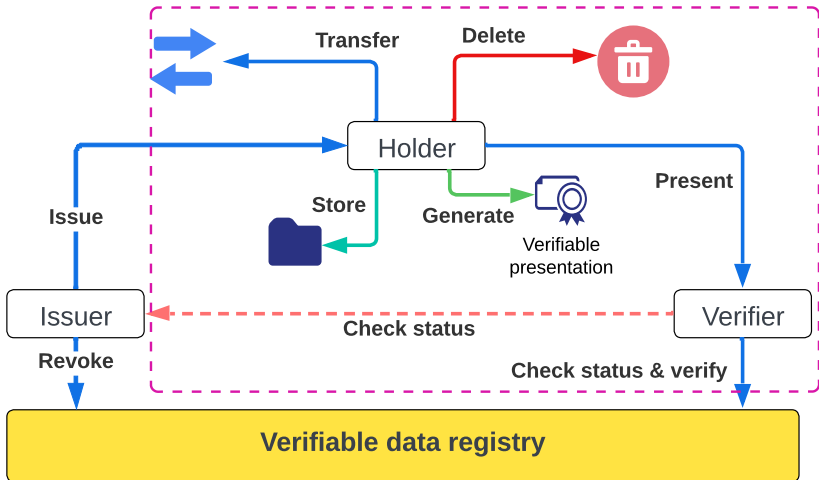 Transfer
Delete
Holder
Present
Issue
Store
Generate
Verifiable
presentation
Issuer
Verifier
Check status
Revoke
Check status & verify
Verifiable data registry